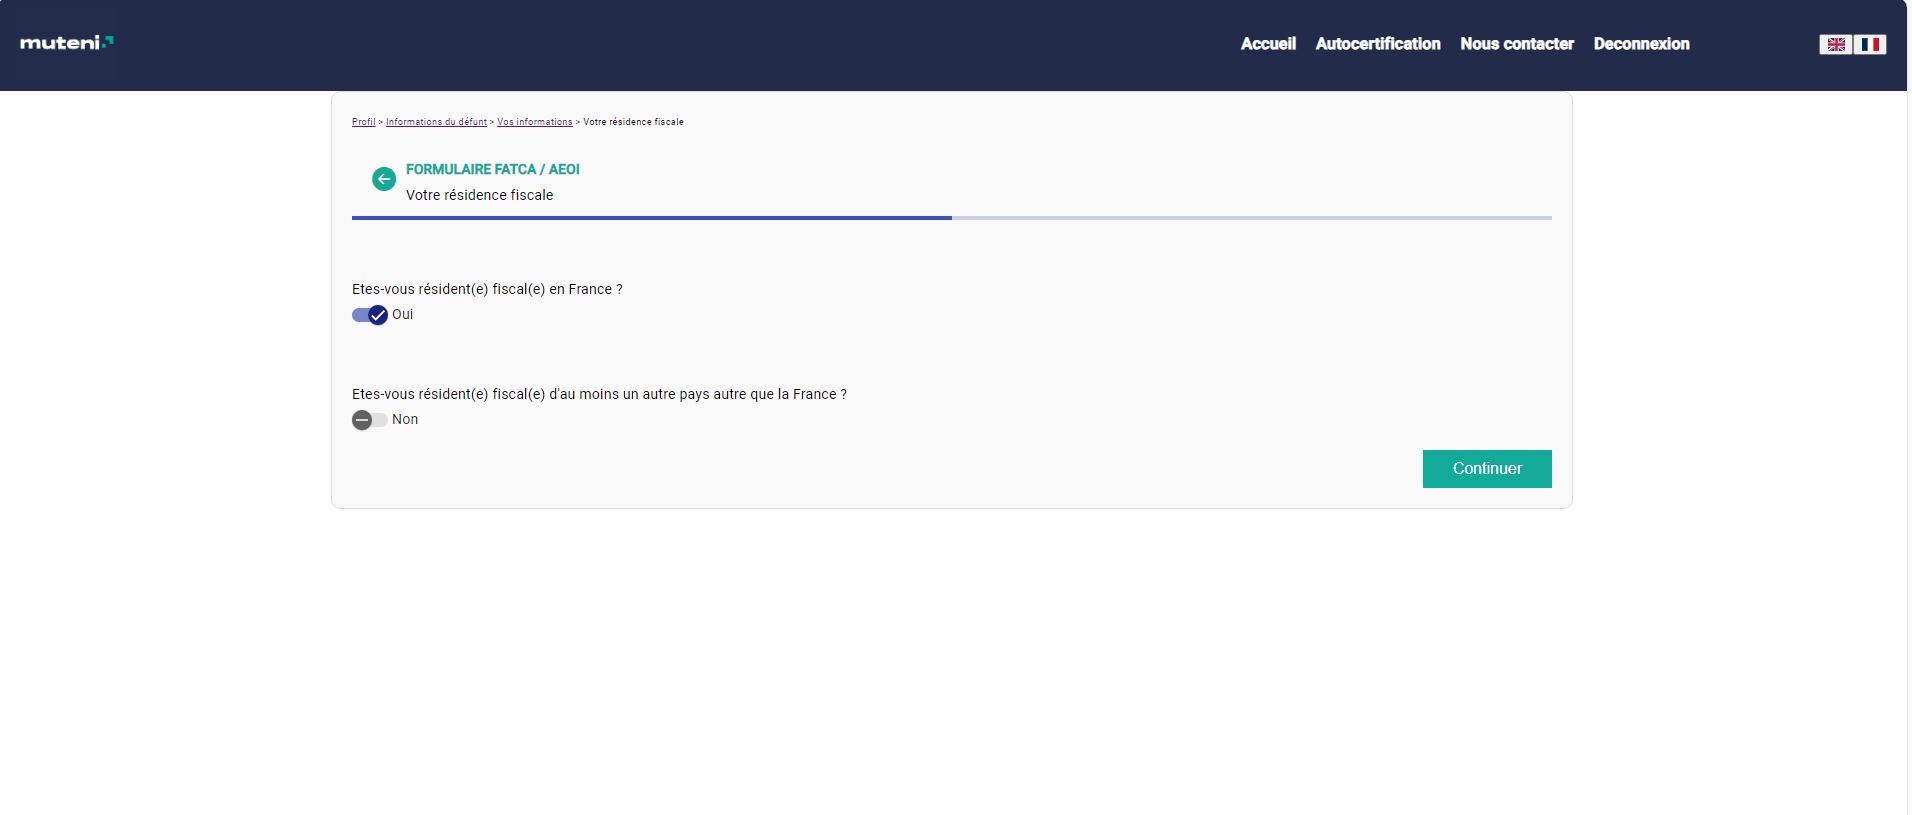 muteni
Accueil Autocertification Nous contacter Deconnexion
Profil > Informations du défunt > Vos informations > Votre résidence fiscale
FORMULAIRE FATCA / AEOI
Votre résidence fiscale
Etes-vous résident(e) fiscal(e) en France ?
Oui
Etes-vous résident(e) fiscal(e) d'au moins un autre pays autre que la France ?
Non
Continuer